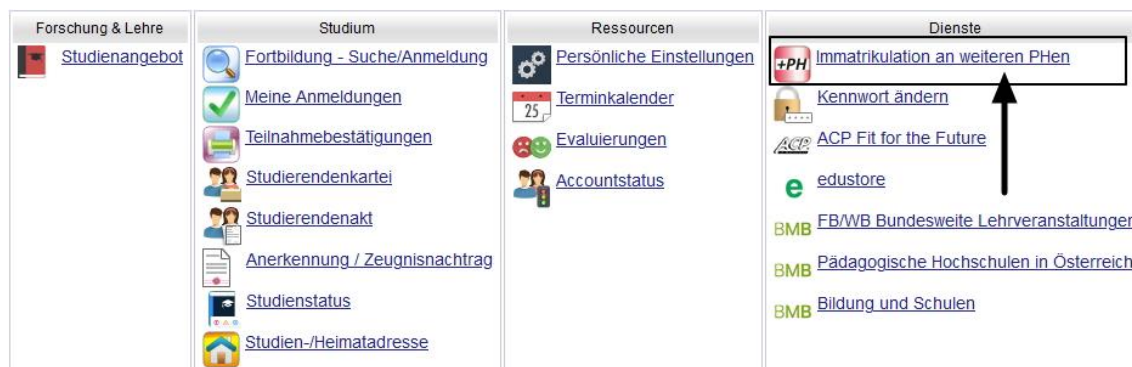 Forschung & Lehre
Studienangebot
Studium
Fortbildung - Suche/Anmeldung
Meine Anmeldungen
Teilnahmebestätigungen
Studierendenkartei
Studierendenakt
Anerkennung / Zeugnisnachtrag
Studienstatus
Studien-/Heimatadresse
Ressourcen
Persönliche Einstellungen
25 Terminkalender
Evaluierungen
Accountstatus
Dienste
+PH Immatrikulation an weiteren PHen
Kennwort ändern
ACP ACP Fit for the Future
e edustore
BMB FB/WB Bundesweite Lehrveranstaltungen
BMB Pädagogische Hochschulen in Österreich
BMB Bildung und Schulen